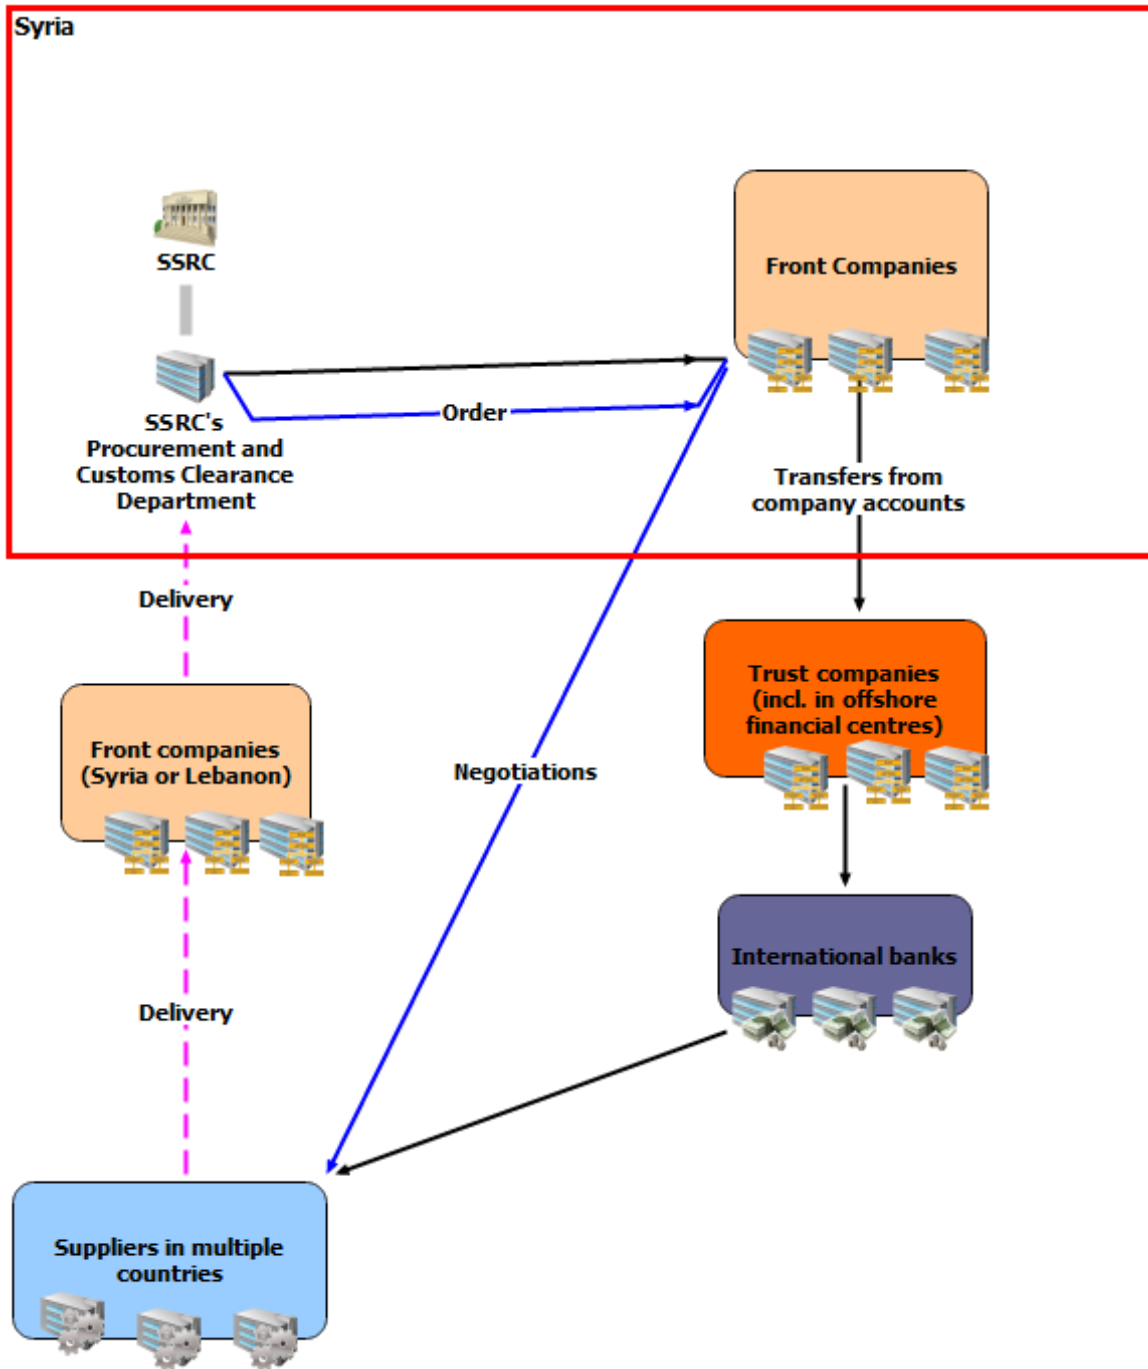 Syria
SSRC
Front Companies
Order
SSRC's
Procurement and
Customs Clearance
Department
Transfers from
company accounts
Delivery
Trust companies
(incl. in offshore
financial centres)
Front companies
(Syria or Lebanon)
Negotiations
International banks
Delivery
Suppliers in multiple
countries